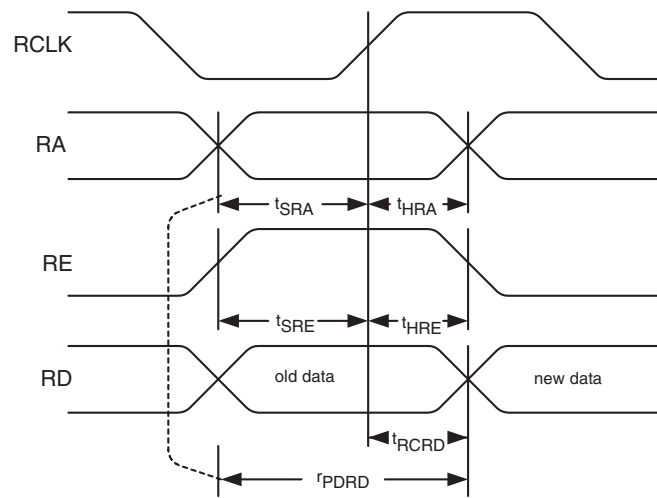 RCLK
RA
tSRA tHRA
RE
tSRE tHRE
RD old data new data
tRCRD
rPDRD